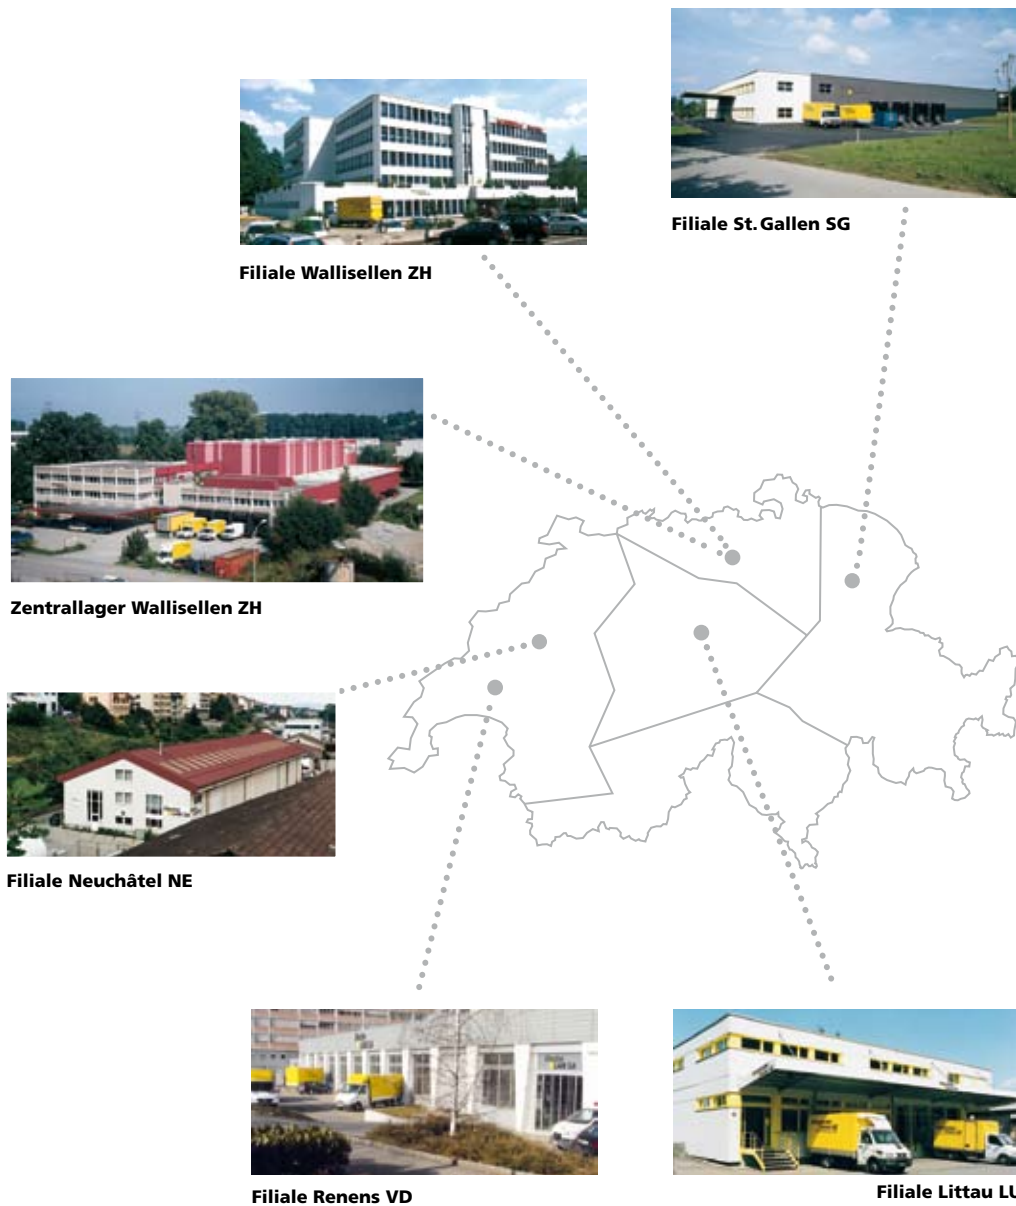 Filiale St. Gallen SG
Filiale Wallisellen ZH
Zentrallager Wallisellen ZH
Filiale Neuchâtel NE
Filiale Renens VD
Filiale Littau LU